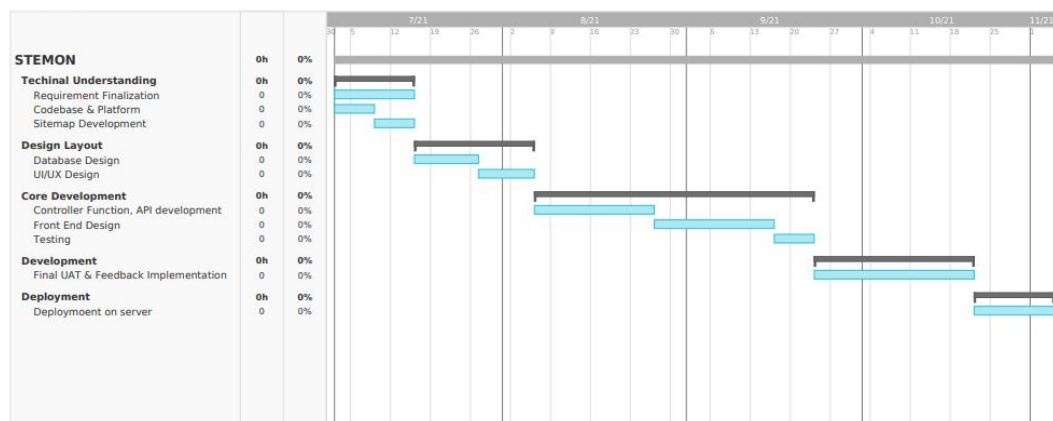 7/21 8/21 9/21 10/21 11/21
30 5 12 19 26 2 9 16 23 30 6 13 20 27 4 11 18 25 1
STEMON 0h 0%
Techinal Understanding 0h 0%
Requirement Finalization 0 0%
Codebase & Platform 0 0%
Sitemap Development 0 0%
Design Layout 0h 0%
Database Design 0 0%
UI/UX Design 0 0%
Core Development 0h 0%
Controller Function, API development 0 0%
Front End Design 0 0%
Testing 0 0%
Development 0h 0%
Final UAT & Feedback Implementation 0 0%
Deployment 0h 0%
Deploymoent on server 0 0%